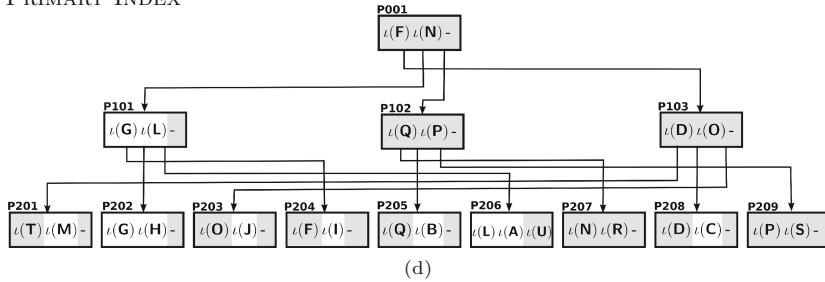 PRIMARY INDEX
P001
ι(F) ι(N) -
P101
ι(G) ι(L) -
P102
ι(Q) ι(P) -
P103
ι(D) ι(O) -
P201
ι(T) ι(M) -
P202
ι(G) ι(H) -
P203
ι(O) ι(J) -
P204
ι(F) ι(I) -
P205
ι(Q) ι(B) -
P206
ι(L) ι(A) ι(U)
P207
ι(N) ι(R) -
P208
ι(D) ι(C) -
P209
ι(P) ι(S) -
(d)